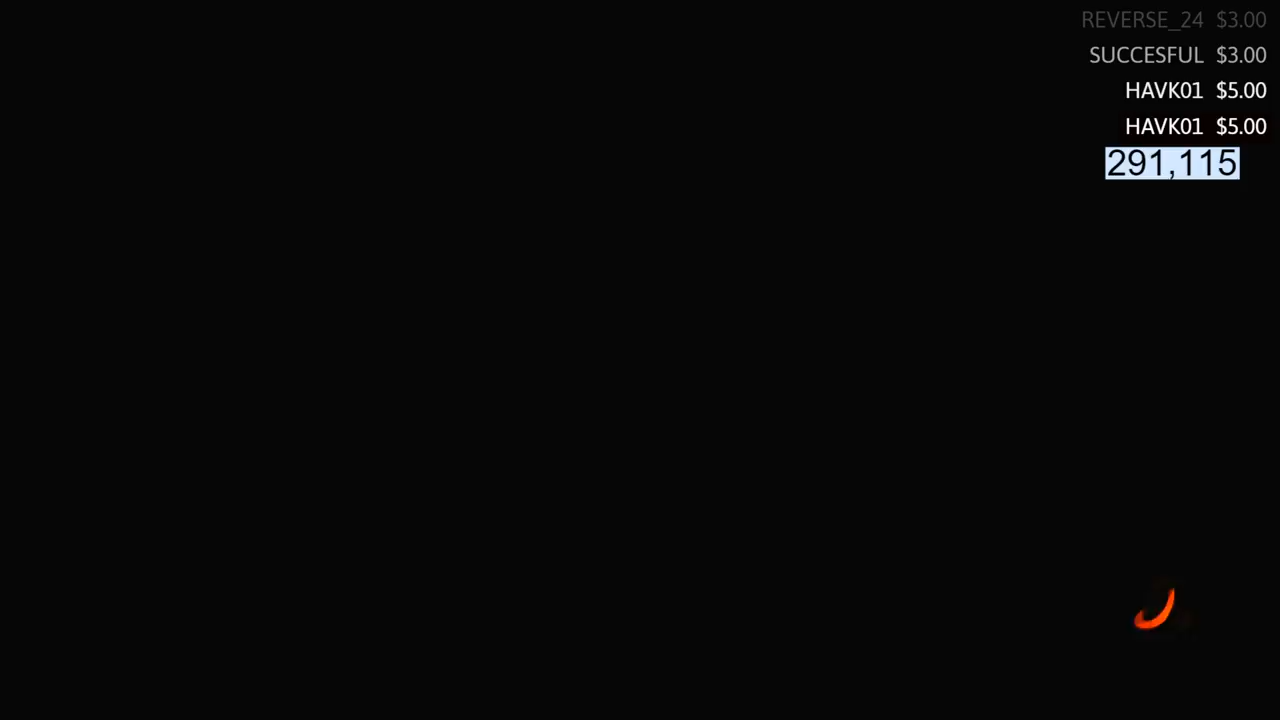 REVERSE_24 $3.00
SUCCESFUL $3.00
HAVK01 $5.00
HAVK01 $5.00
291,115